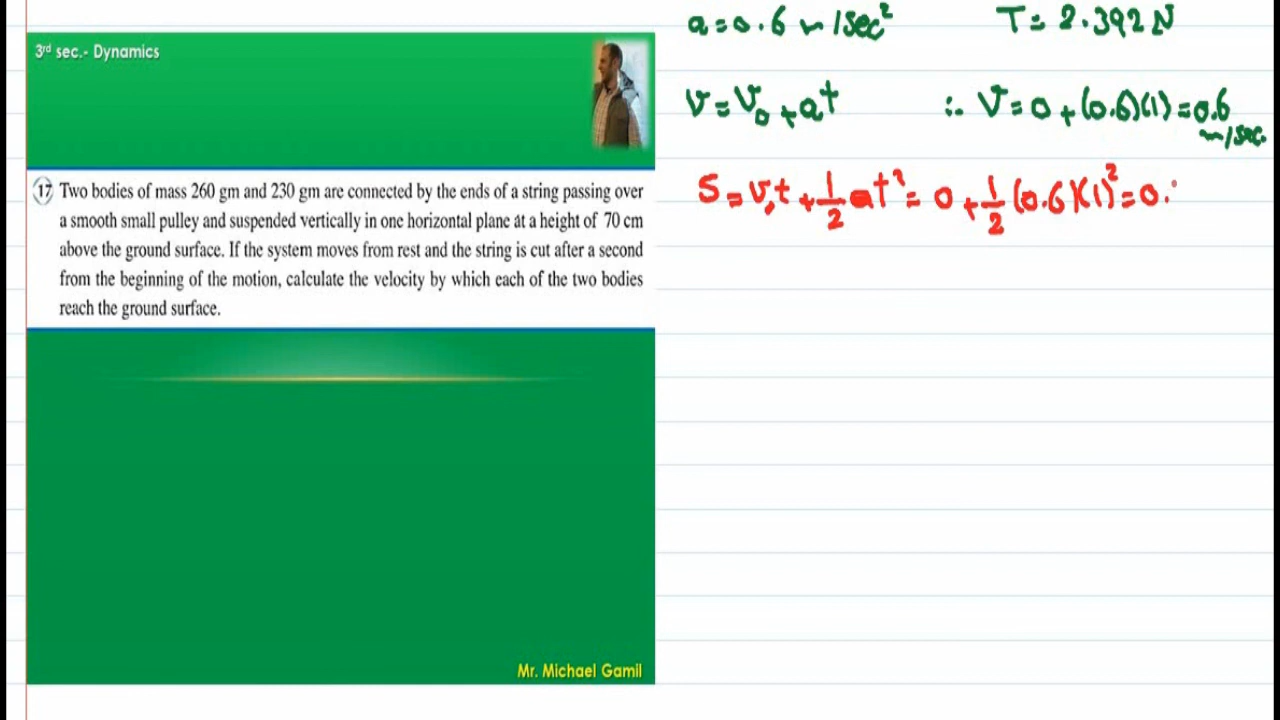 3rd sec.- Dynamics
17 Two bodies of mass 260 gm and 230 gm are connected by the ends of a string passing over
a smooth small pulley and suspended vertically in one horizontal plane at a height of 70 cm
above the ground surface. If the system moves from rest and the string is cut after a second
from the beginning of the motion, calculate the velocity by which each of the two bodies
reach the ground surface.
Mr. Michael Gamil
a = 0.6 m/sec² T = 2.392 N
V = V₀ + at ∴ V = 0 + (0.6)(1) = 0.6
m/sec.
S = V₀t + 1/2 at² = 0 + 1/2 (0.6)(1)² = 0.